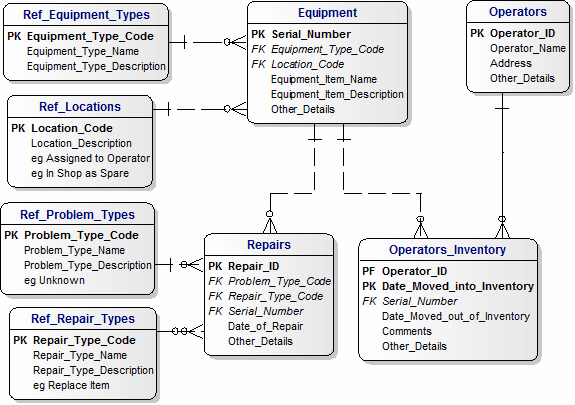 Ref_Equipment_Types
PK Equipment_Type_Code
Equipment_Type_Name
Equipment_Type_Description
Equipment
PK Serial_Number
FK Equipment_Type_Code
FK Location_Code
Equipment_Item_Name
Equipment_Item_Description
Other_Details
Operators
PK Operator_ID
Operator_Name
Address
Other_Details
Ref_Locations
PK Location_Code
Location_Description
eg Assigned to Operator
eg In Shop as Spare
Ref_Problem_Types
PK Problem_Type_Code
Problem_Type_Name
Problem_Type_Description
eg Unknown
Repairs
PK Repair_ID
FK Problem_Type_Code
FK Repair_Type_Code
FK Serial_Number
Date_of_Repair
Other_Details
Operators_Inventory
PF Operator_ID
PK Date_Moved_into_Inventory
FK Serial_Number
Date_Moved_out_of_Inventory
Comments
Other_Details
Ref_Repair_Types
PK Repair_Type_Code
Repair_Type_Name
Repair_Type_Description
eg Replace Item